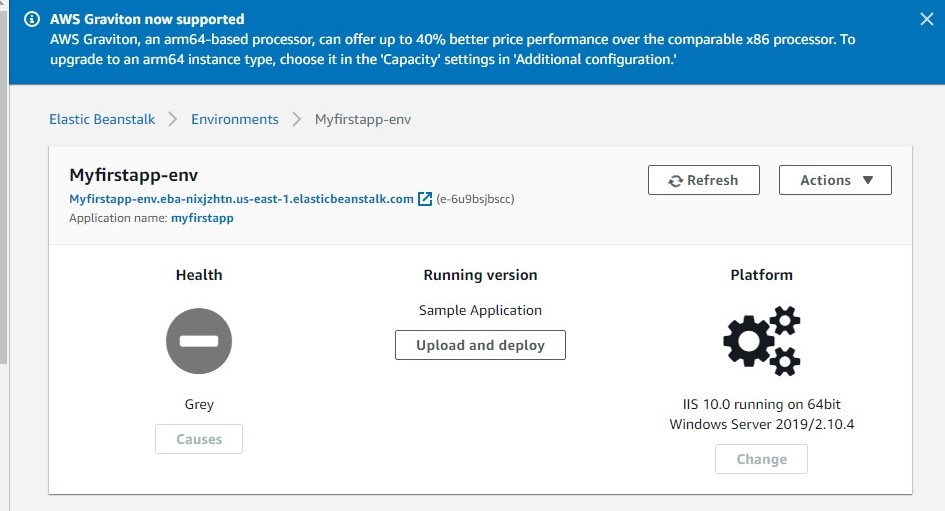 AWS Graviton now supported
AWS Graviton, an arm64-based processor, can offer up to 40% better price performance over the comparable x86 processor. To
upgrade to an arm64 instance type, choose it in the 'Capacity' settings in 'Additional configuration.'
Elastic Beanstalk > Environments > Myfirstapp-env
Myfirstapp-env
Refresh
Actions
Myfirstapp-env.eba-nixjzhtn.us-east-1.elasticbeanstalk.com (e-6u9bsjbscc)
Application name: myfirstapp
Health
Grey
Causes
Running version
Sample Application
Upload and deploy
Platform
IIS 10.0 running on 64bit
Windows Server 2019/2.10.4
Change